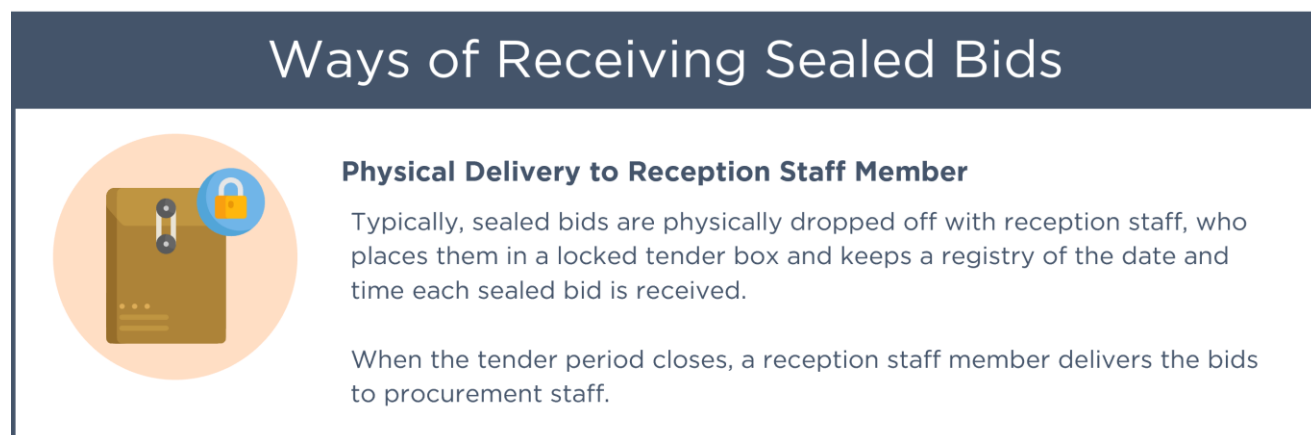 Ways of Receiving Sealed Bids
Physical Delivery to Reception Staff Member
Typically, sealed bids are physically dropped off with reception staff, who
places them in a locked tender box and keeps a registry of the date and
time each sealed bid is received.
When the tender period closes, a reception staff member delivers the bids
to procurement staff.